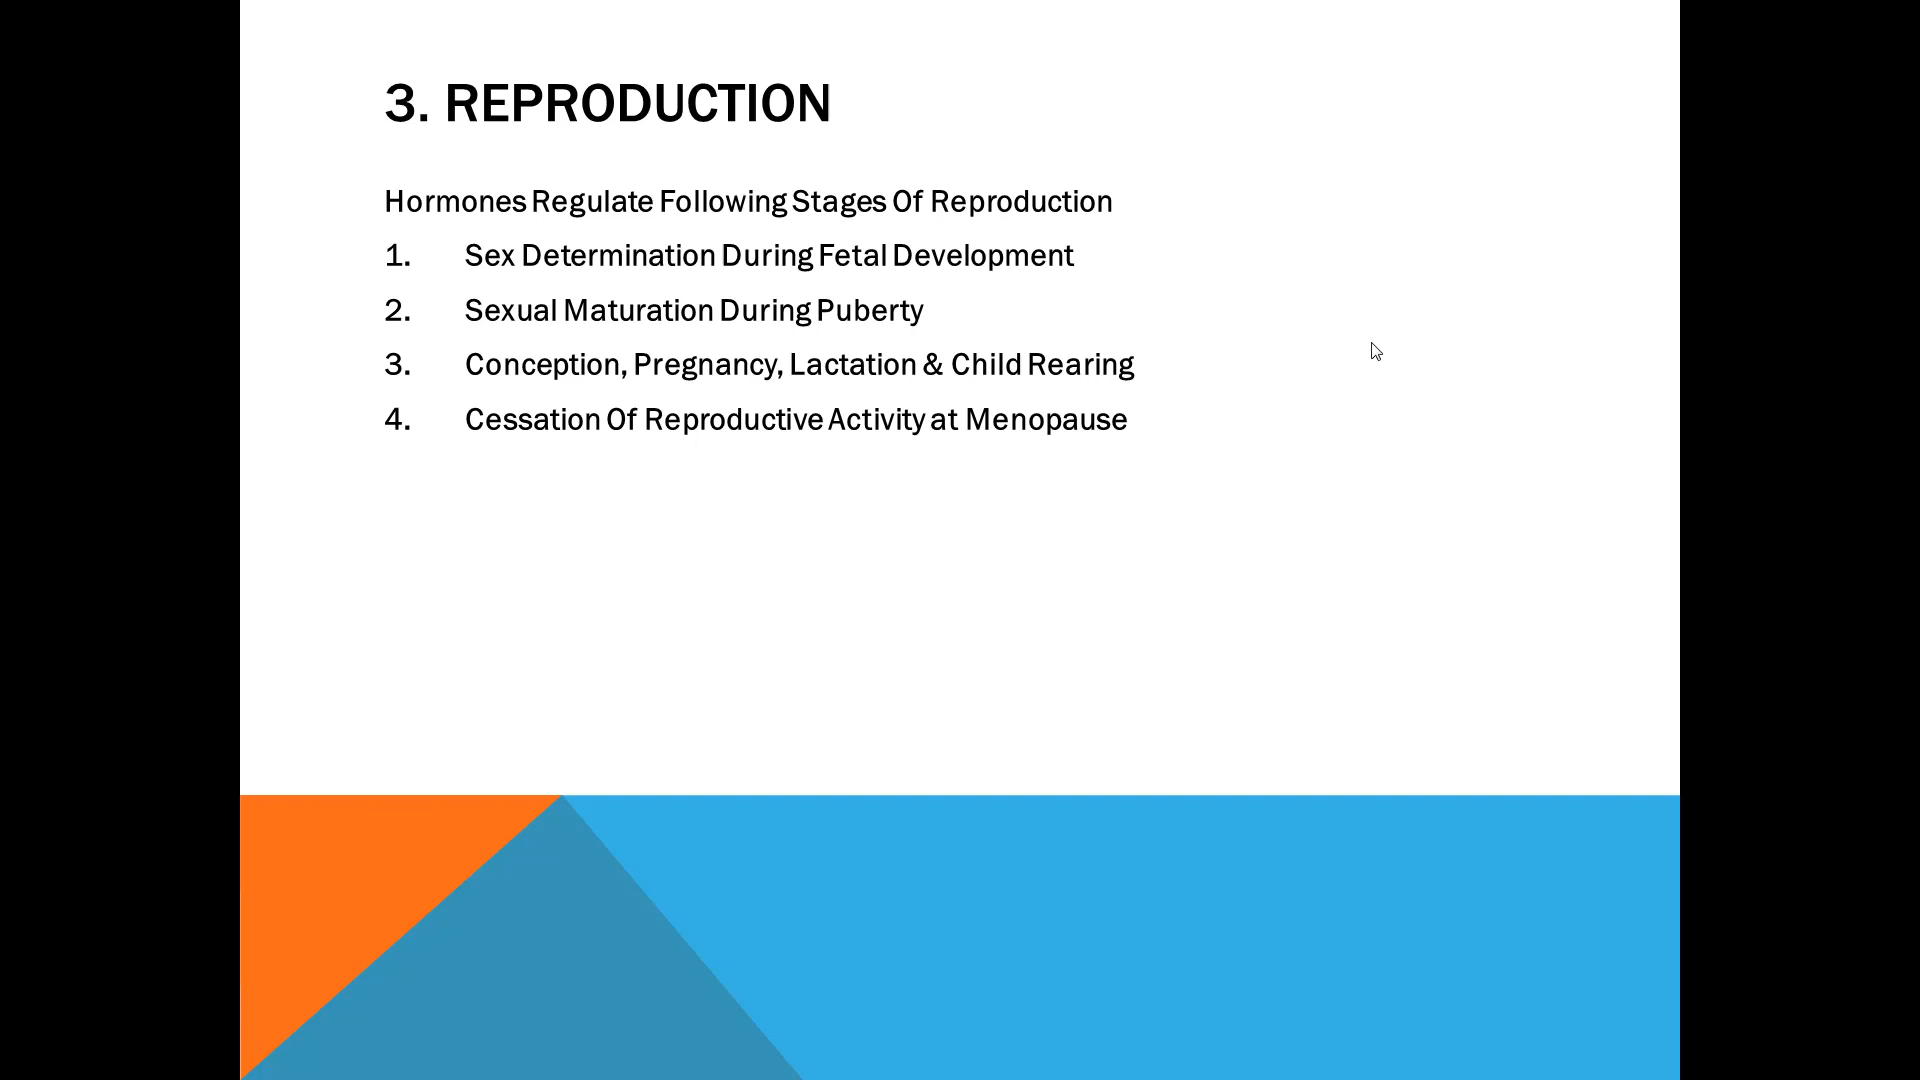 3. REPRODUCTION
Hormones Regulate Following Stages Of Reproduction
1. Sex Determination During Fetal Development
2. Sexual Maturation During Puberty
3. Conception, Pregnancy, Lactation & Child Rearing
4. Cessation Of Reproductive Activity at Menopause